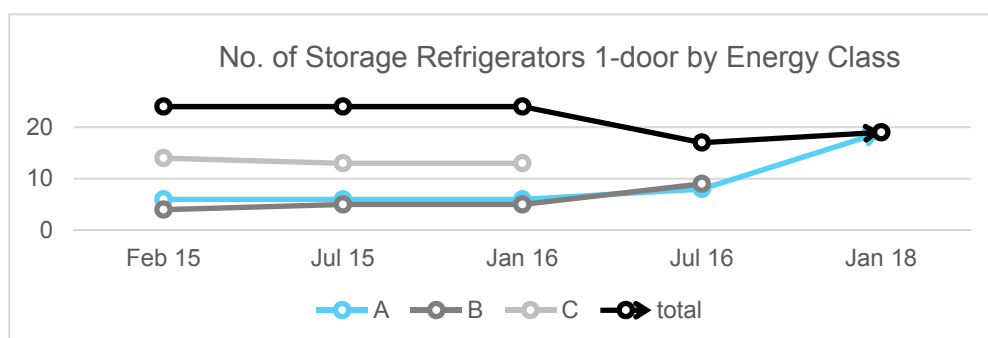 No. of Storage Refrigerators 1-door by Energy Class
20
10
0
Feb 15 Jul 15 Jan 16 Jul 16 Jan 18
A B C total